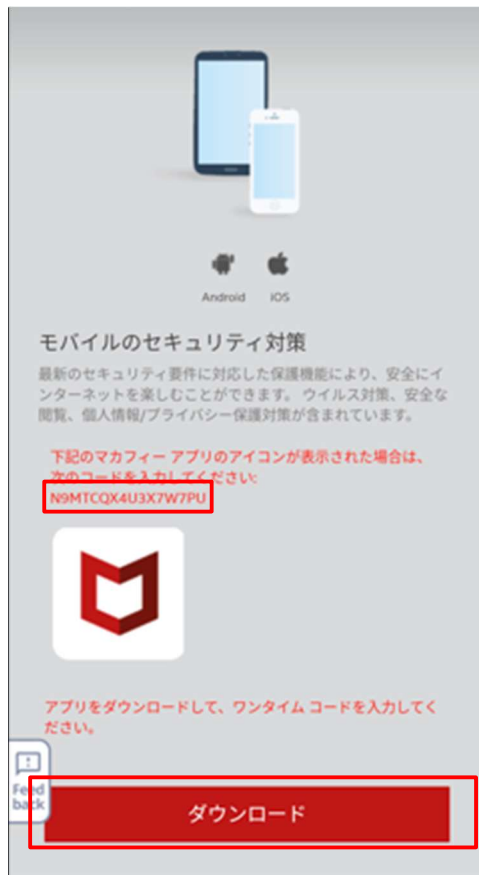 Android iOS
モバイルのセキュリティ対策
最新のセキュリティ要件に対応した保護機能により、安全にイ
ンターネットを楽しむことができます。 ウイルス対策、安全な
閲覧、個人情報/プライバシー保護対策が含まれています。
下記のマカフィー アプリのアイコンが表示された場合は、
次のコードを入力してください:
N9MTCQX4U3X7W7PU
アプリをダウンロードして、ワンタイム コードを入力してく
ださい。
Feed
back
ダウンロード